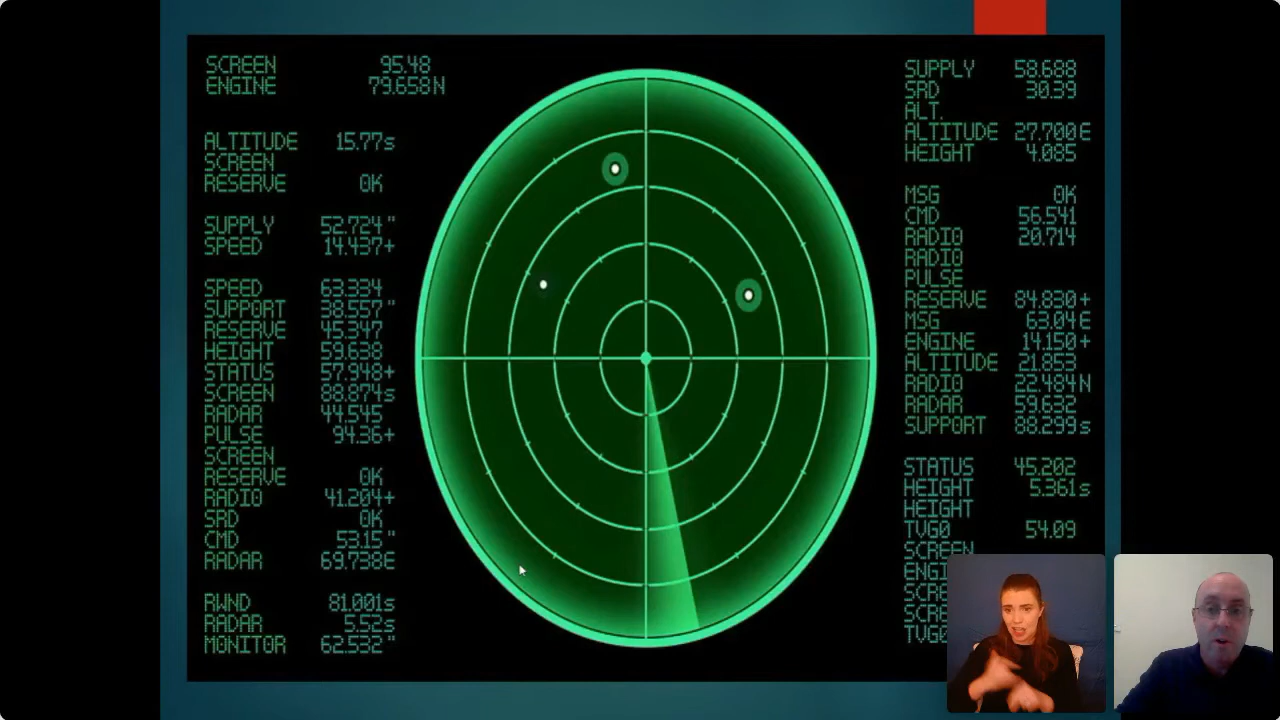 SCREEN 95.48
ENGINE 79.658N
ALTITUDE 15.77s
SCREEN
RESERVE 0K
SUPPLY 52.724 "
SPEED 14.437+
SPEED 63.334
SUPPORT 38.557 "
RESERVE 45.347
HEIGHT 59.638
STATUS 57.948+
SCREEN 88.874s
RADAR 44.545
PULSE 94.36+
SCREEN
RESERVE 0K
RADIO 41.204+
SRD 0K
CMD 53.15 "
RADAR 69.738E
RWND 81.001s
RADAR 5.52s
MONITOR 62.532 "
SUPPLY 58.688
SRD 30.39
ALT.
ALTITUDE 27.700E
HEIGHT 4.085
MSG 0K
CMD 56.541
RADIO 20.714
RADIO
PULSE
RESERVE 84.830+
MSG 63.04E
ENGINE 14.150+
ALTITUDE 21.853
RADIO 22.484N
RADAR 59.632
SUPPORT 88.299s
STATUS 45.202
HEIGHT 5.361s
HEIGHT
TVG0 54.09
SCREEN
ENGI
SCRE
SCRE
TVG0